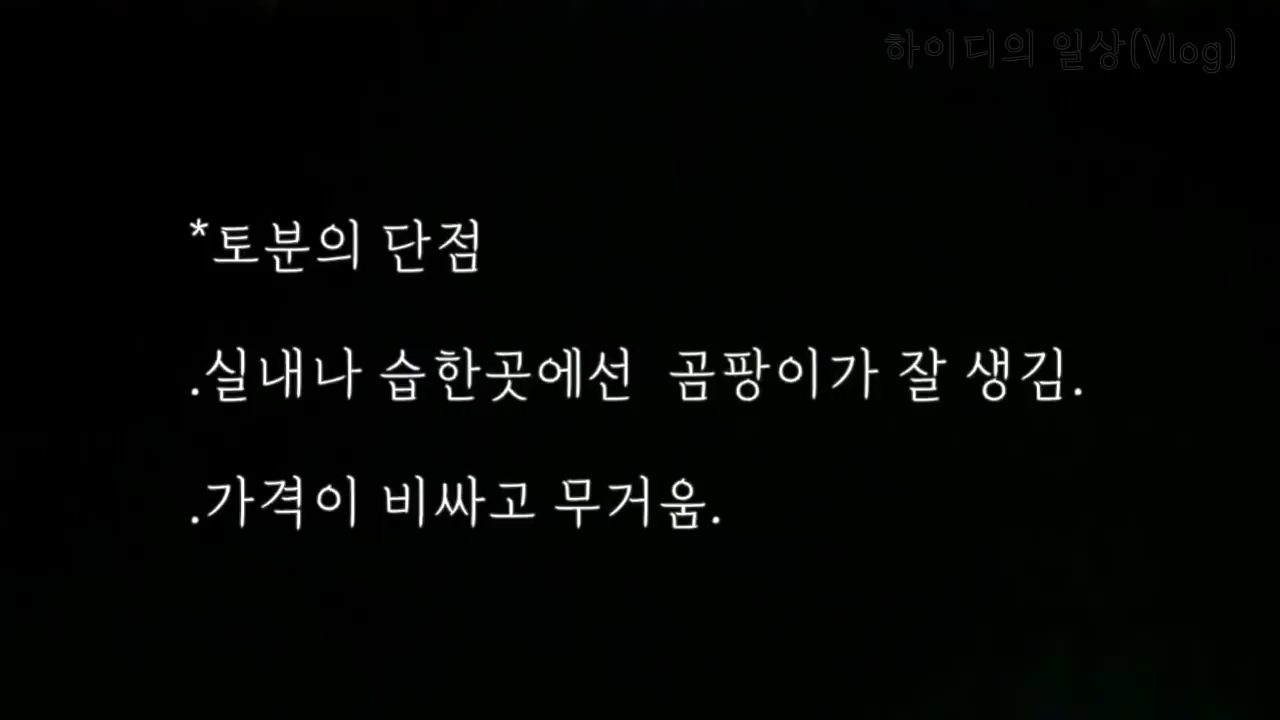 하이디의 일상(Vlog)
*토분의 단점
.실내나 습한곳에선  곰팡이가 잘 생김.
.가격이 비싸고 무거움.